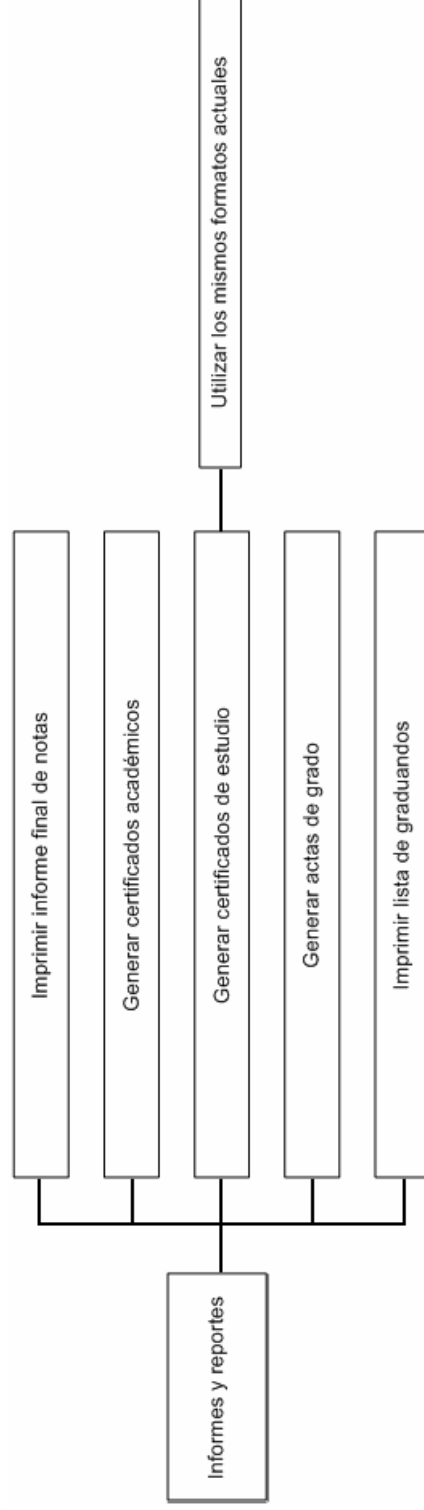 Informes y reportes
Imprimir informe final de notas
Generar certificados académicos
Generar certificados de estudio
Generar actas de grado
Imprimir lista de graduandos
Utilizar los mismos formatos actuales